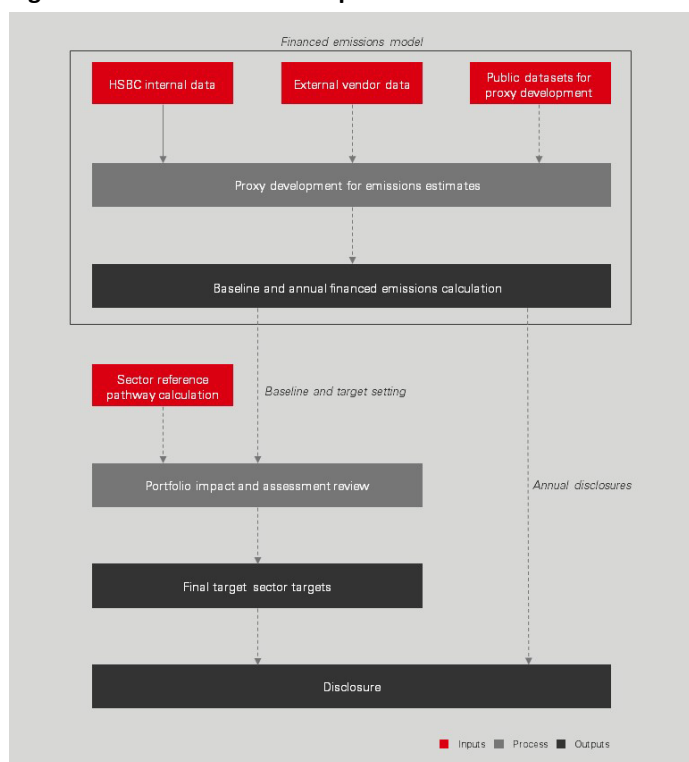 Financed emissions model
HSBC internal data
External vendor data
Public datasets for
proxy development
Proxy development for emissions estimates
Baseline and annual financed emissions calculation
Sector reference
pathway calculation
Baseline and target setting
Portfolio impact and assessment review
Annual disclosures
Final target sector targets
Disclosure
Inputs Process Outputs